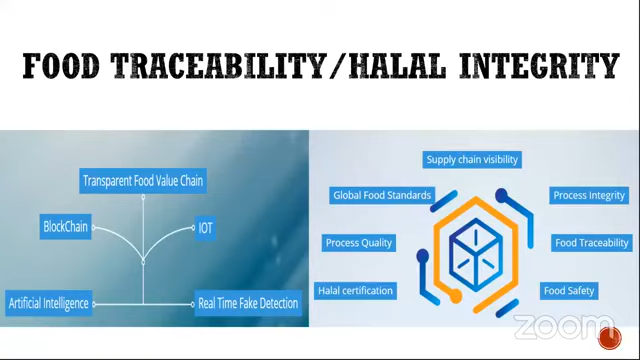 FOOD TRACEABILITY/HALAL INTEGRITY
Transparent Food Value Chain
BlockChain
IOT
Artificial Intelligence
Real Time Fake Detection
Supply chain visibility
Global Food Standards
Process Integrity
Process Quality
Food Traceability
Halal certification
Food Safety
zoom